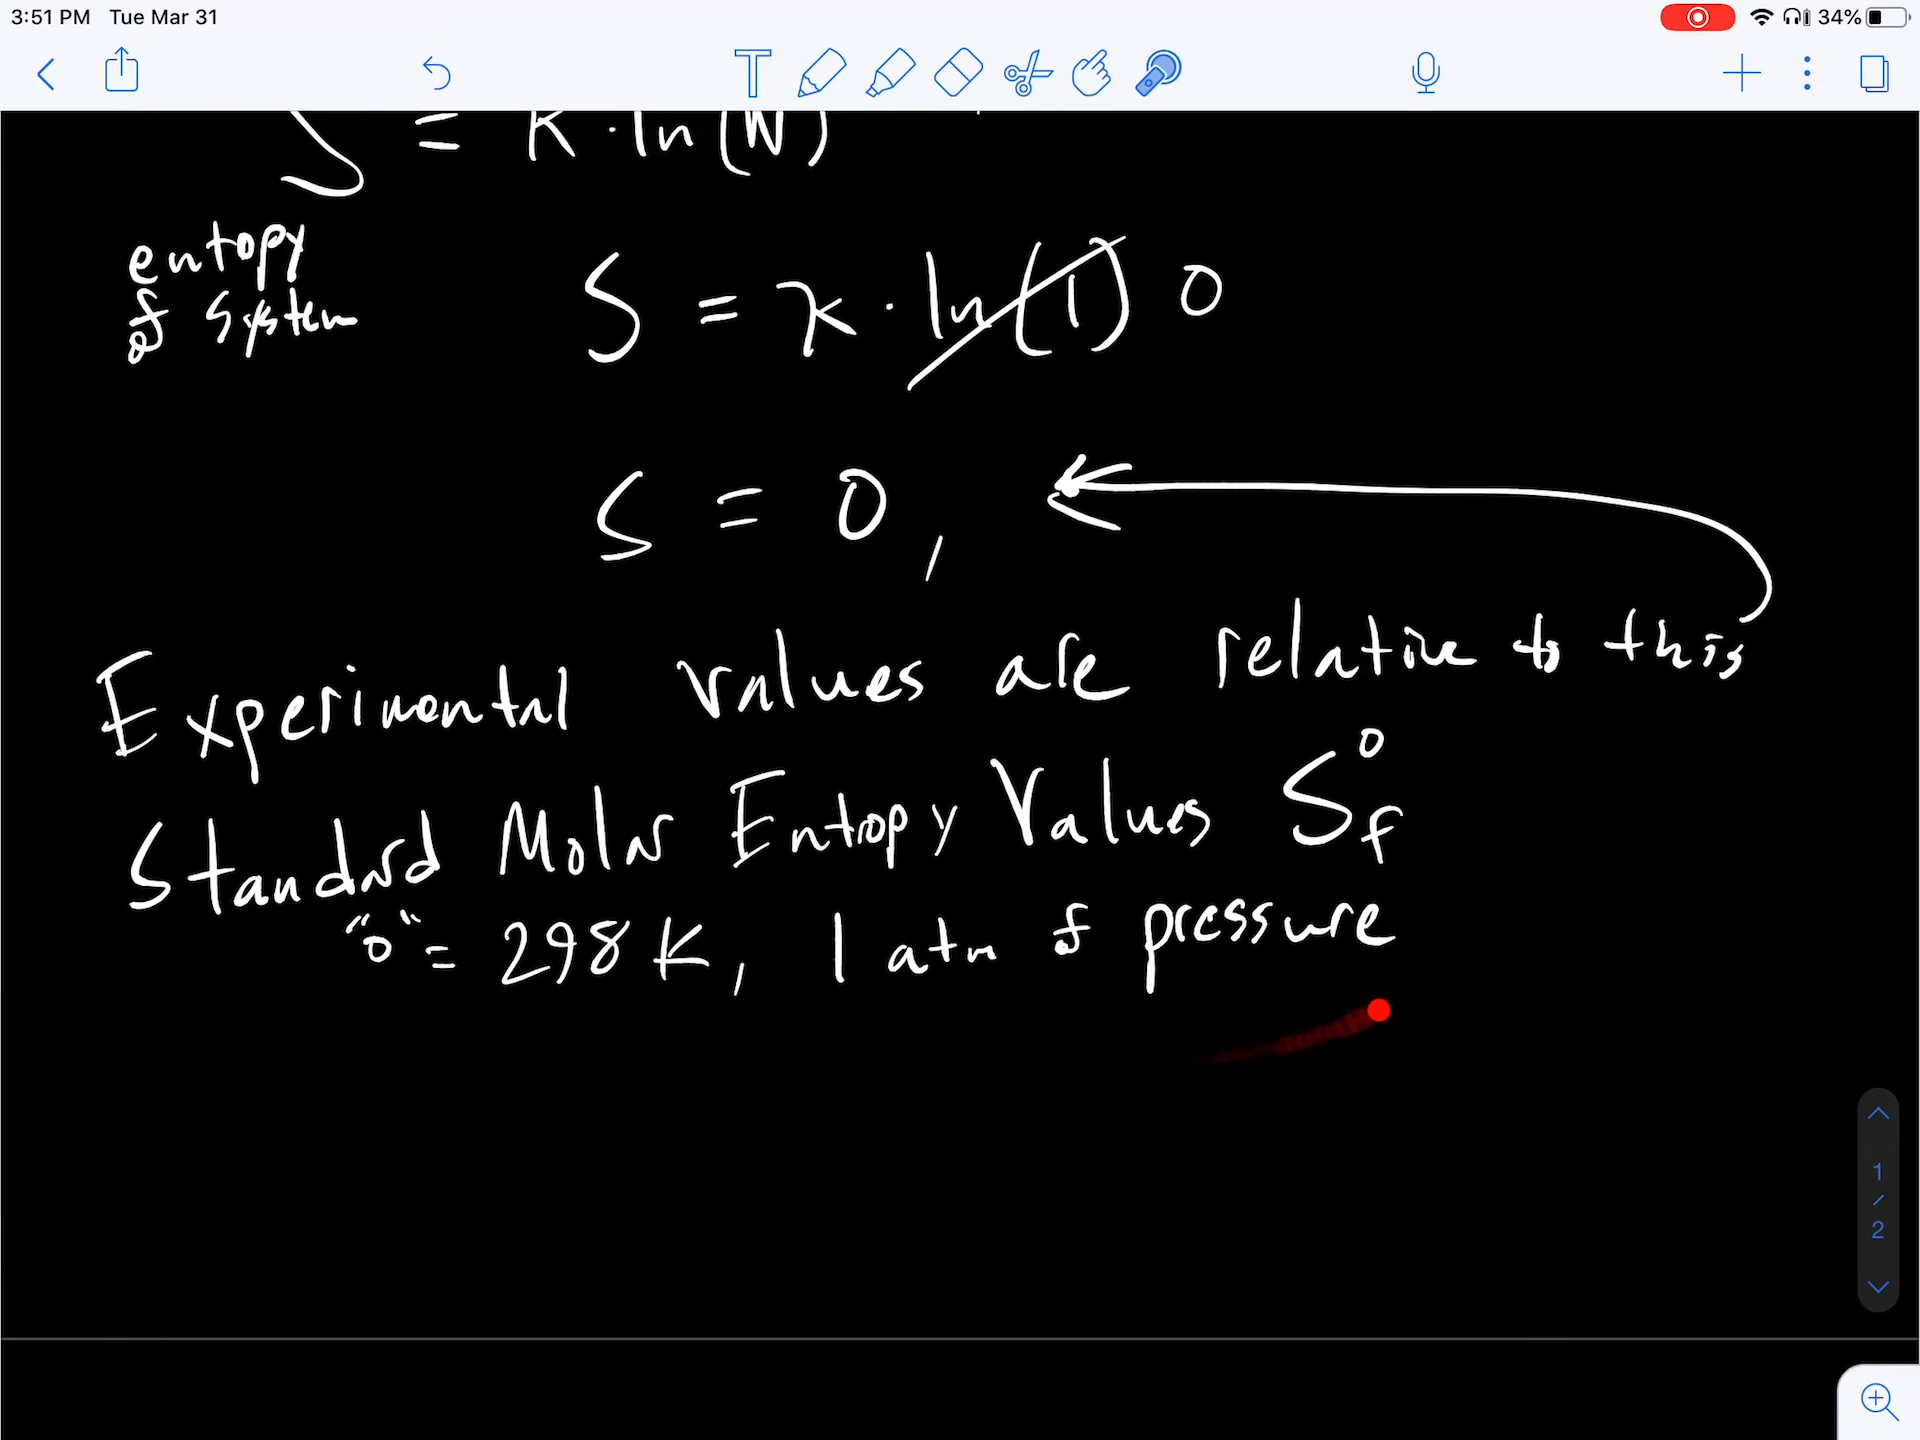 3:51 PM Tue Mar 31 34%
T
S = k · ln (W)
entopy
of System
S = k · ln (1) 0
S = 0 ,
Experimental values are relative to this
Standard Molar Entropy Values S°f
"o" = 298 K, 1 atm of pressure
1
/
2